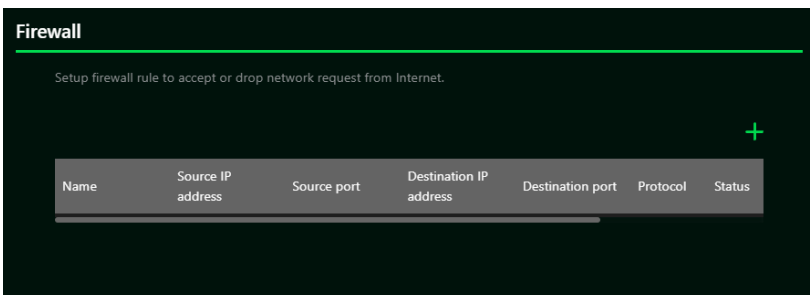 Firewall
Setup firewall rule to accept or drop network request from Internet.
Name
Source IP
address
Source port
Destination IP
address
Destination port
Protocol
Status